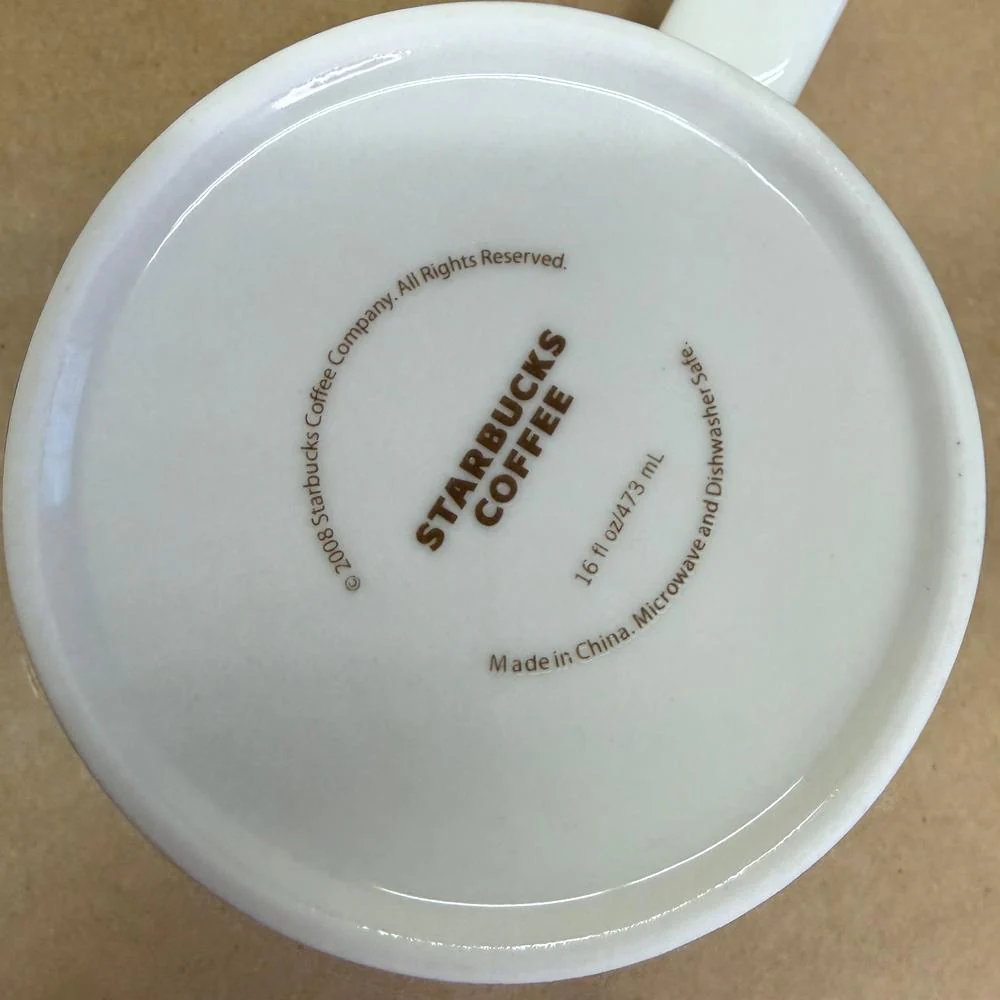 © 2008 Starbucks Coffee Company. All Rights Reserved.
STARBUCKS
COFFEE
16 fl oz/473 mL
Made in China. Microwave and Dishwasher Safe.